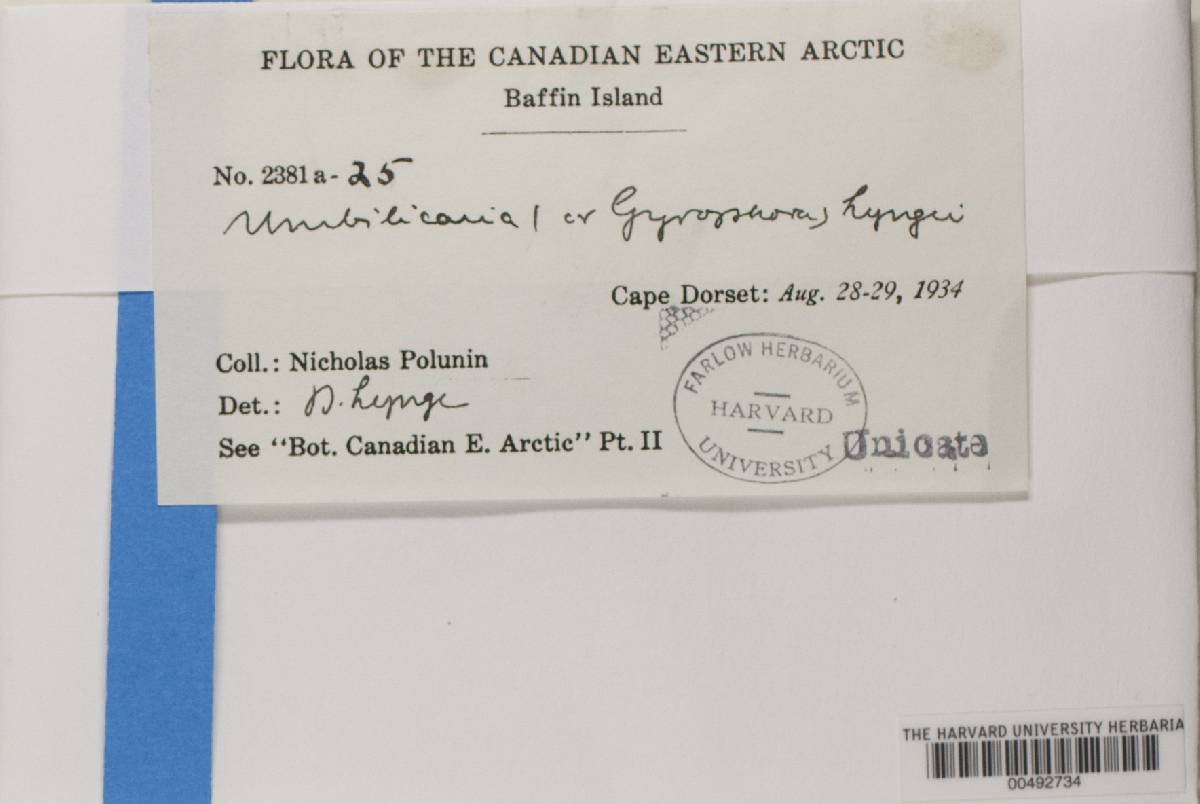 FLORA OF THE CANADIAN EASTERN ARCTIC
Baffin Island
No. 2381a-25
Umbilicaria (or Gyrophora) Lyngei
Cape Dorset: Aug. 28-29, 1934
Coll.: Nicholas Polunin
Det.: B. Lynge
See "Bot. Canadian E. Arctic" Pt. II
FARLOW HERBARIUM
HARVARD
UNIVERSITY
Unicata
THE HARVARD UNIVERSITY HERBARIA
00492734